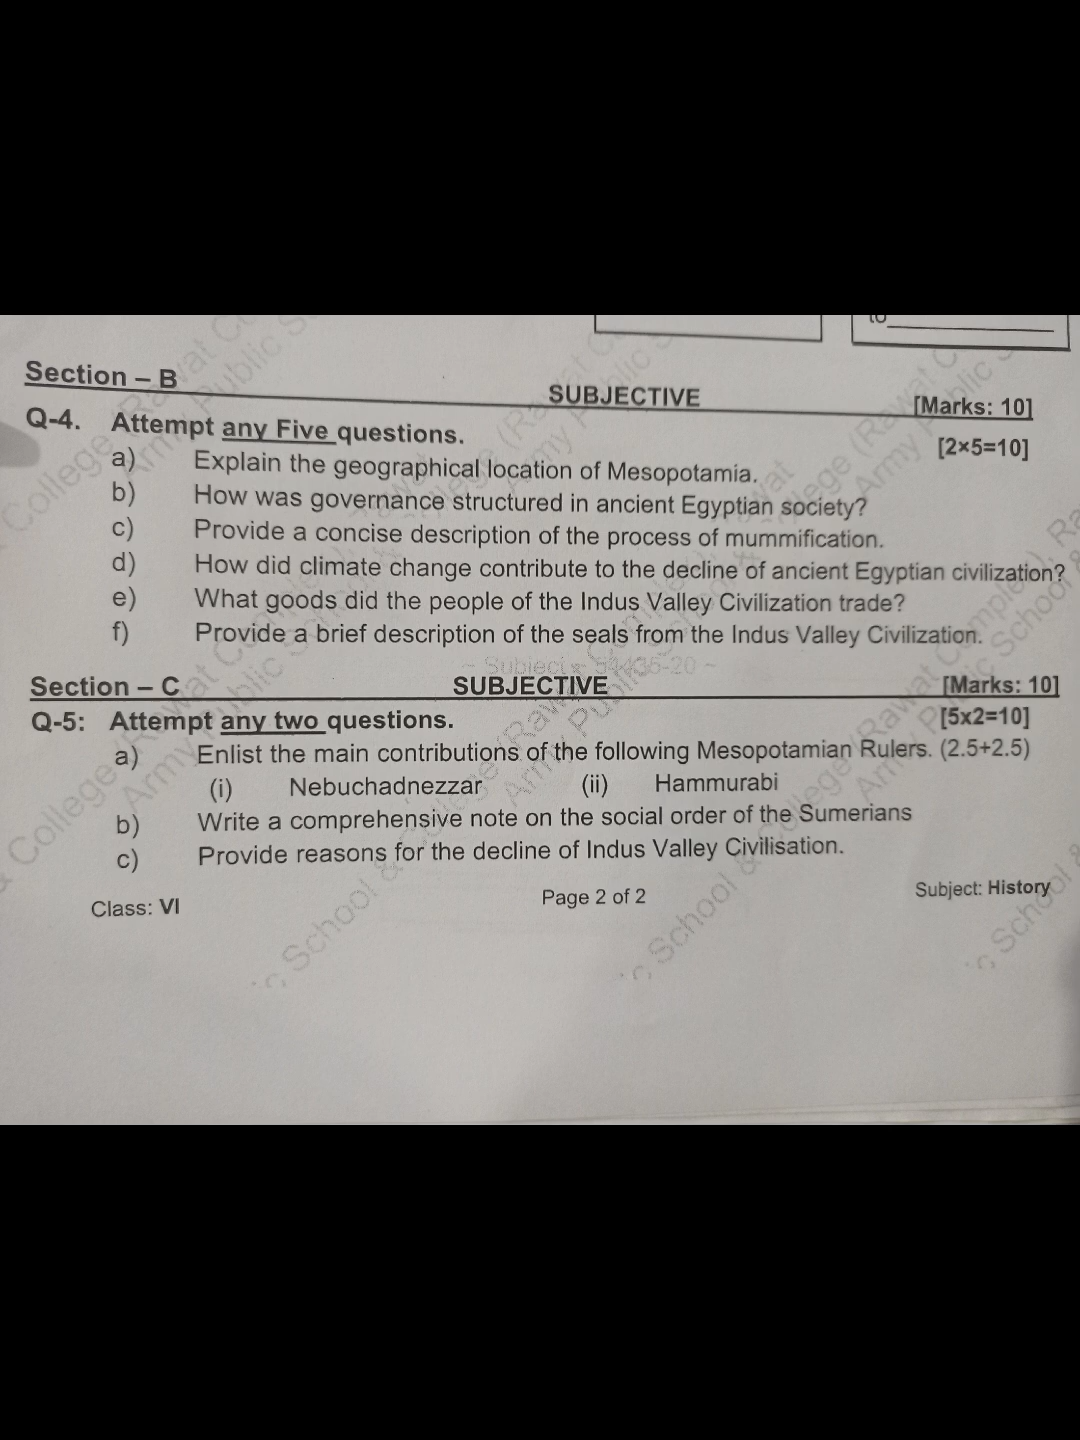 to
Section – B
SUBJECTIVE
[Marks: 10]
Q-4. Attempt any Five questions. [2×5=10]
a) Explain the geographical location of Mesopotamia.
b) How was governance structured in ancient Egyptian society?
c) Provide a concise description of the process of mummification.
d) How did climate change contribute to the decline of ancient Egyptian civilization?
e) What goods did the people of the Indus Valley Civilization trade?
f) Provide a brief description of the seals from the Indus Valley Civilization.
Section – C SUBJECTIVE [Marks: 10]
Q-5: Attempt any two questions. [5x2=10]
a) Enlist the main contributions of the following Mesopotamian Rulers. (2.5+2.5)
(i) Nebuchadnezzar (ii) Hammurabi
b) Write a comprehensive note on the social order of the Sumerians
c) Provide reasons for the decline of Indus Valley Civilisation.
Class: VI Page 2 of 2 Subject: History